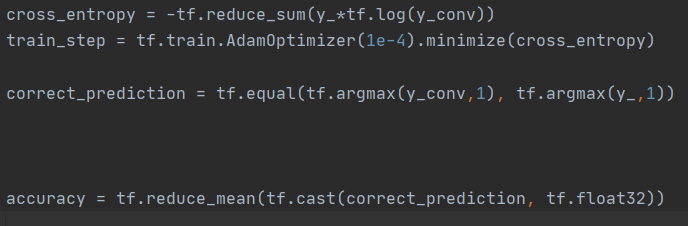 cross_entropy = -tf.reduce_sum(y_*tf.log(y_conv))
train_step = tf.train.AdamOptimizer(1e-4).minimize(cross_entropy)
correct_prediction = tf.equal(tf.argmax(y_conv,1), tf.argmax(y_,1))
accuracy = tf.reduce_mean(tf.cast(correct_prediction, tf.float32))